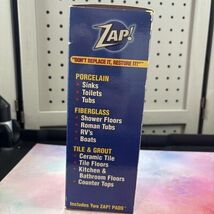 ZAP!
"DON'T REPLACE IT, RESTORE IT!"
PORCELAIN
• Sinks
• Toilets
• Tubs
FIBERGLASS
• Shower Floors
• Roman Tubs
• RV's
• Boats
TILE & GROUT
• Ceramic Tile
• Tile Floors
• Kitchen &
Bathroom Floors
• Counter Tops
Includes Two ZAP! PADS